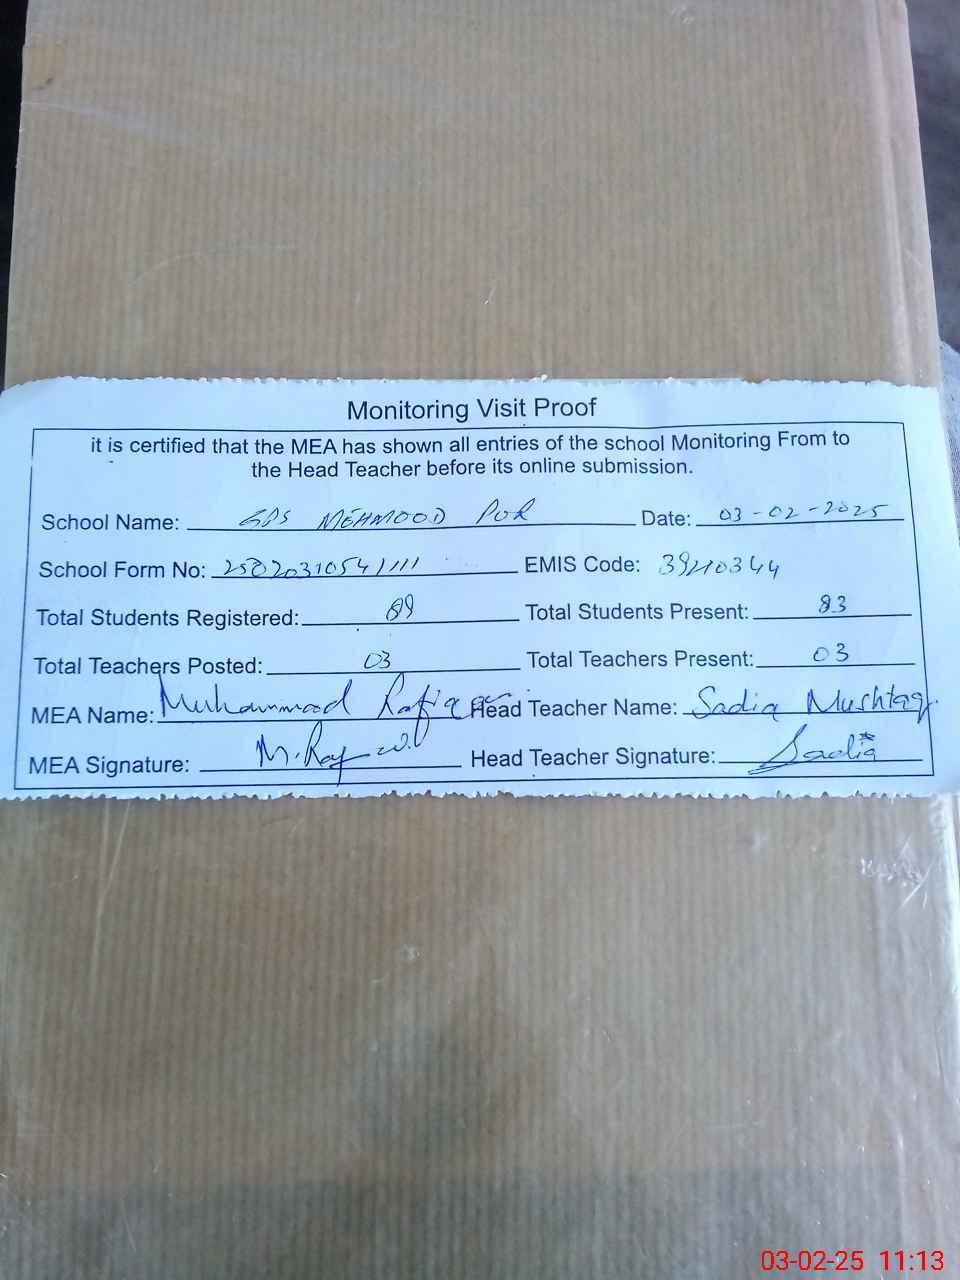 Monitoring Visit Proof
it is certified that the MEA has shown all entries of the school Monitoring From to
the Head Teacher before its online submission.
School Name: GPS MEHMOOD POR Date: 03-02-2025
School Form No: 25020310541111 EMIS Code: 39210344
Total Students Registered: 89 Total Students Present: 83
Total Teachers Posted: 03 Total Teachers Present: 03
MEA Name: Muhammad Rafiq Head Teacher Name: Sadia Mushtaq
MEA Signature: Head Teacher Signature: Sadia
03-02-25 11:13